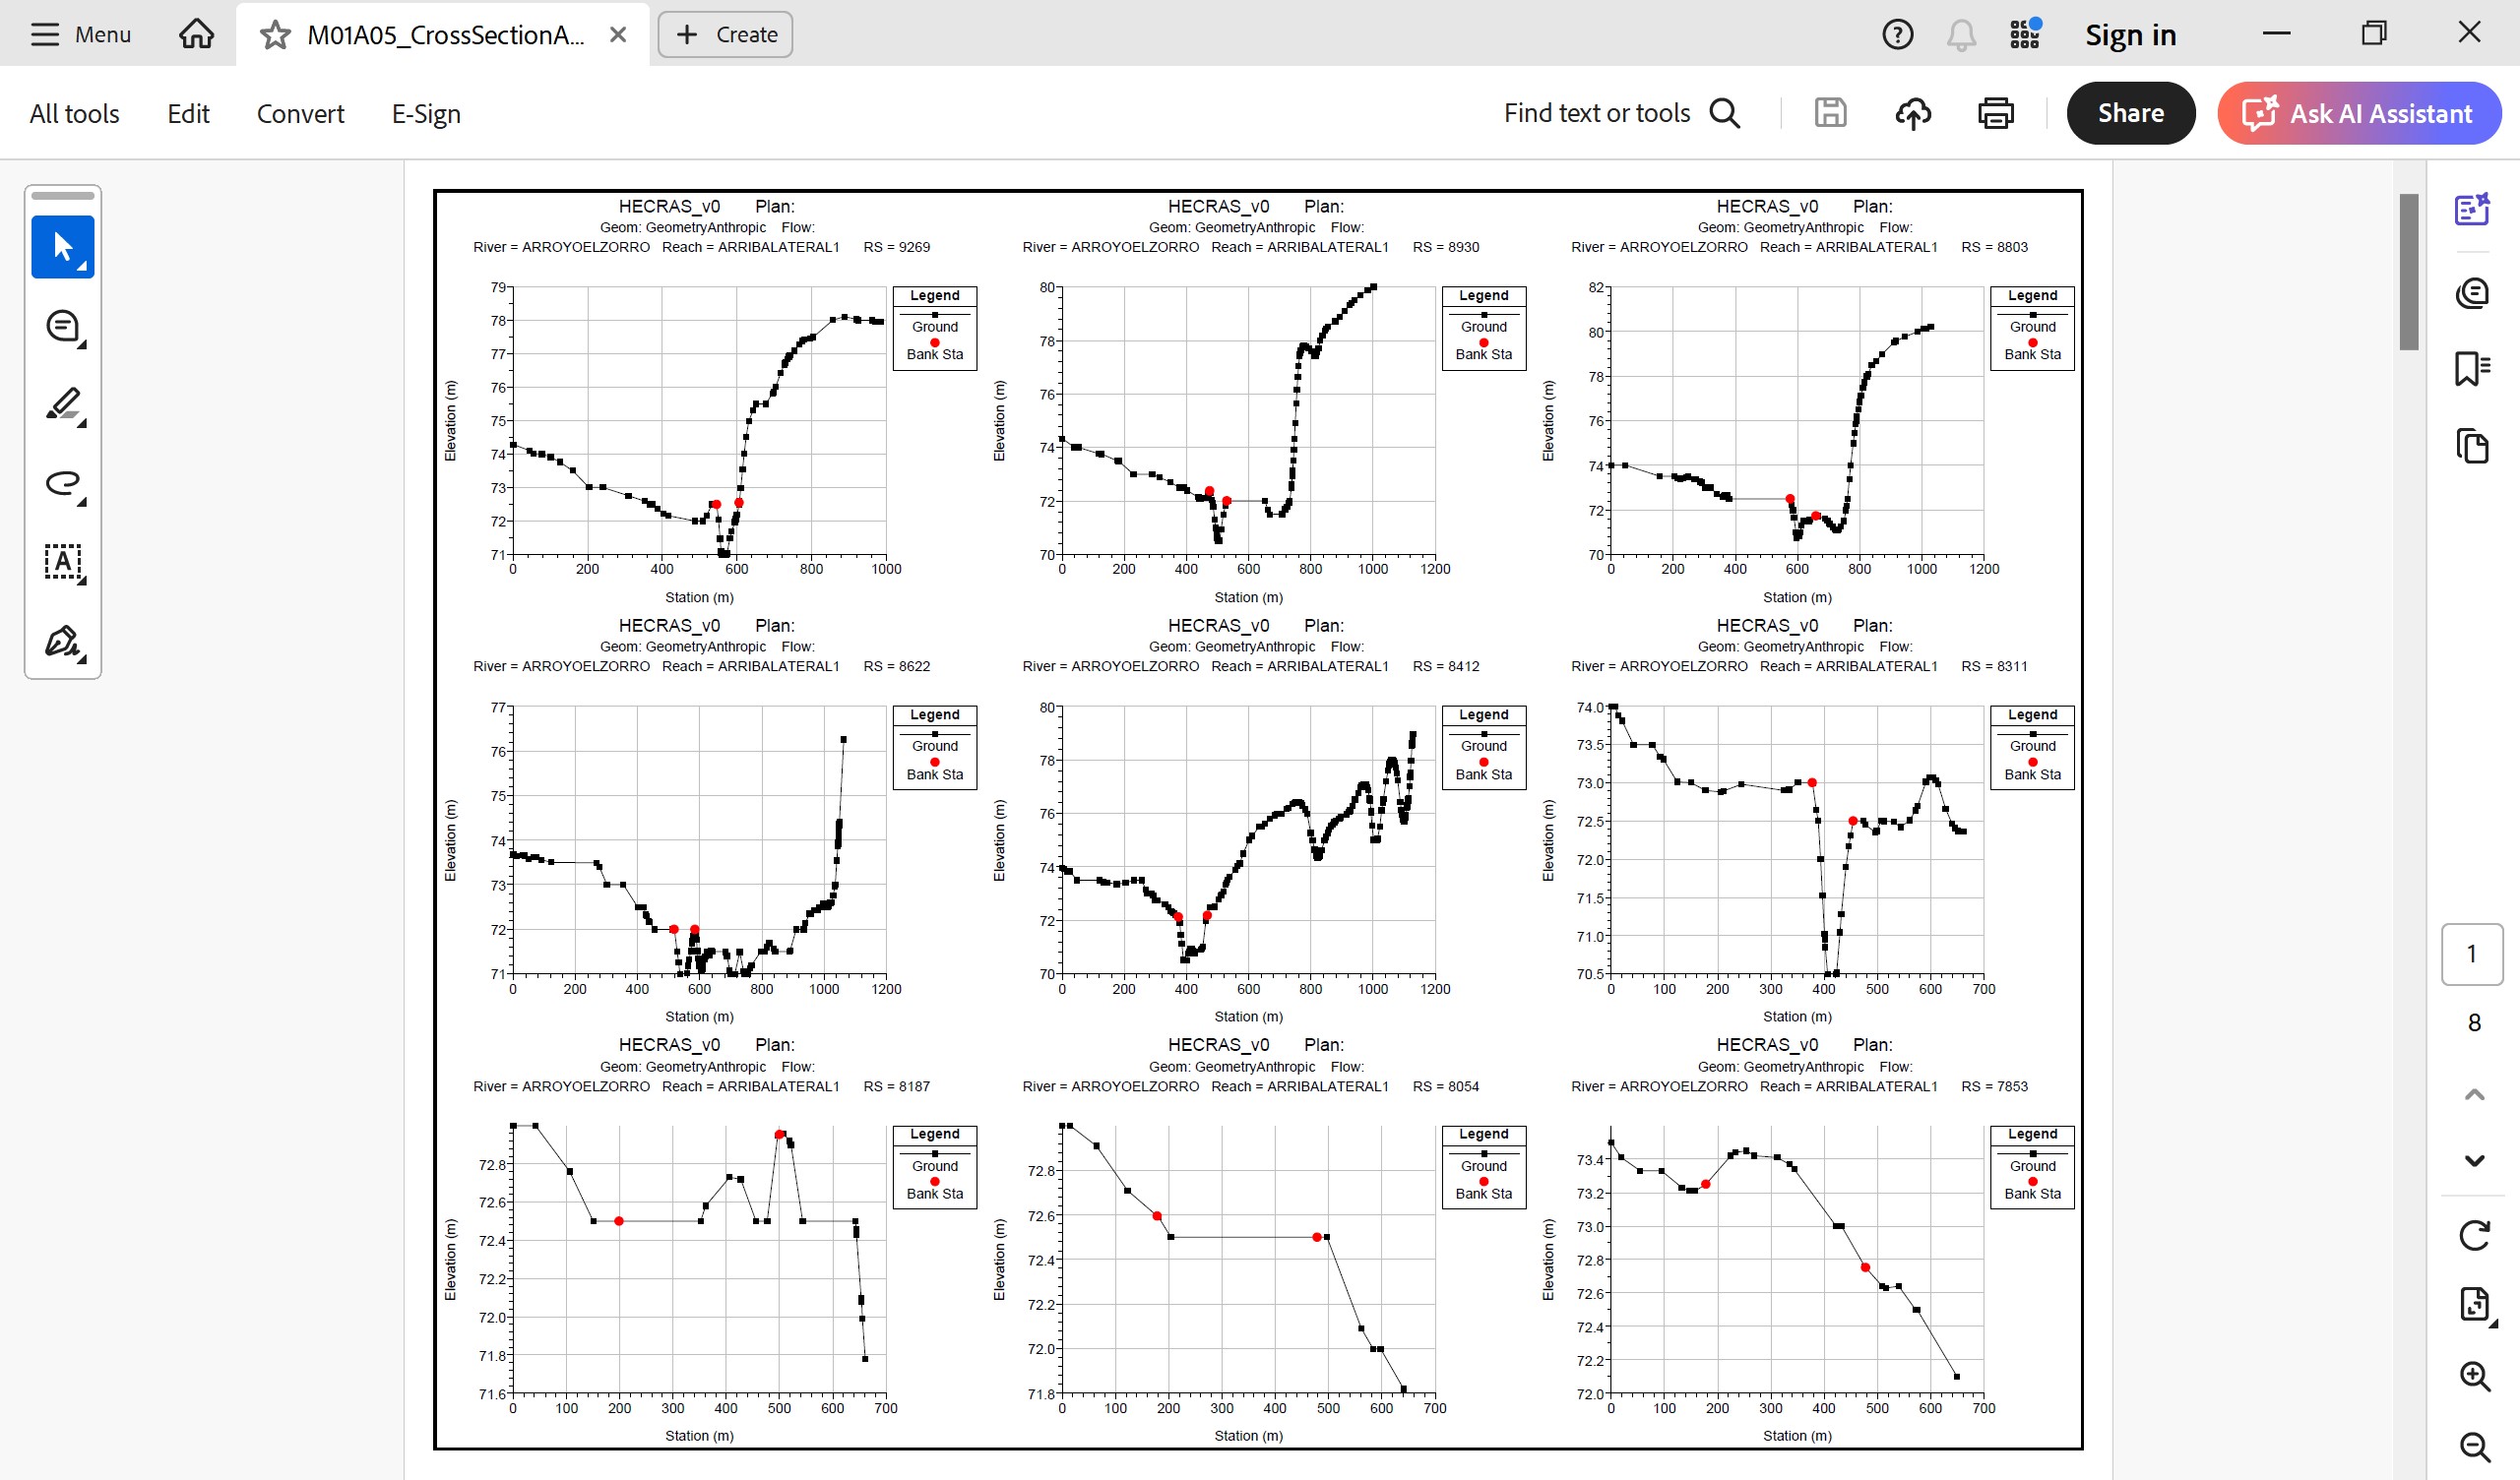 Menu
M01A05_CrossSectionA...
Create
Sign in
All tools
Edit
Convert
E-Sign
Find text or tools
Share
Ask AI Assistant
HECRAS_v0 Plan:
Geom: GeometryAnthropic Flow:
River = ARROYOELZORRO Reach = ARRIBALATERAL1 RS = 9269
79
78
77
76
75
74
73
72
71
Elevation (m)
0 200 400 600 800 1000
Station (m)
Legend
Ground
Bank Sta
HECRAS_v0 Plan:
Geom: GeometryAnthropic Flow:
River = ARROYOELZORRO Reach = ARRIBALATERAL1 RS = 8930
80
78
76
74
72
70
Elevation (m)
0 200 400 600 800 1000 1200
Station (m)
Legend
Ground
Bank Sta
HECRAS_v0 Plan:
Geom: GeometryAnthropic Flow:
River = ARROYOELZORRO Reach = ARRIBALATERAL1 RS = 8803
82
80
78
76
74
72
70
Elevation (m)
0 200 400 600 800 1000 1200
Station (m)
Legend
Ground
Bank Sta
HECRAS_v0 Plan:
Geom: GeometryAnthropic Flow:
River = ARROYOELZORRO Reach = ARRIBALATERAL1 RS = 8622
77
76
75
74
73
72
71
Elevation (m)
0 200 400 600 800 1000 1200
Station (m)
Legend
Ground
Bank Sta
HECRAS_v0 Plan:
Geom: GeometryAnthropic Flow:
River = ARROYOELZORRO Reach = ARRIBALATERAL1 RS = 8412
80
78
76
74
72
70
Elevation (m)
0 200 400 600 800 1000 1200
Station (m)
Legend
Ground
Bank Sta
HECRAS_v0 Plan:
Geom: GeometryAnthropic Flow:
River = ARROYOELZORRO Reach = ARRIBALATERAL1 RS = 8311
74.0
73.5
73.0
72.5
72.0
71.5
71.0
70.5
Elevation (m)
0 100 200 300 400 500 600 700
Station (m)
Legend
Ground
Bank Sta
HECRAS_v0 Plan:
Geom: GeometryAnthropic Flow:
River = ARROYOELZORRO Reach = ARRIBALATERAL1 RS = 8187
72.8
72.6
72.4
72.2
72.0
71.8
71.6
Elevation (m)
0 100 200 300 400 500 600 700
Station (m)
Legend
Ground
Bank Sta
HECRAS_v0 Plan:
Geom: GeometryAnthropic Flow:
River = ARROYOELZORRO Reach = ARRIBALATERAL1 RS = 8054
72.8
72.6
72.4
72.2
72.0
71.8
Elevation (m)
0 100 200 300 400 500 600 700
Station (m)
Legend
Ground
Bank Sta
HECRAS_v0 Plan:
Geom: GeometryAnthropic Flow:
River = ARROYOELZORRO Reach = ARRIBALATERAL1 RS = 7853
73.4
73.2
73.0
72.8
72.6
72.4
72.2
72.0
Elevation (m)
0 100 200 300 400 500 600 700
Station (m)
Legend
Ground
Bank Sta
1
8